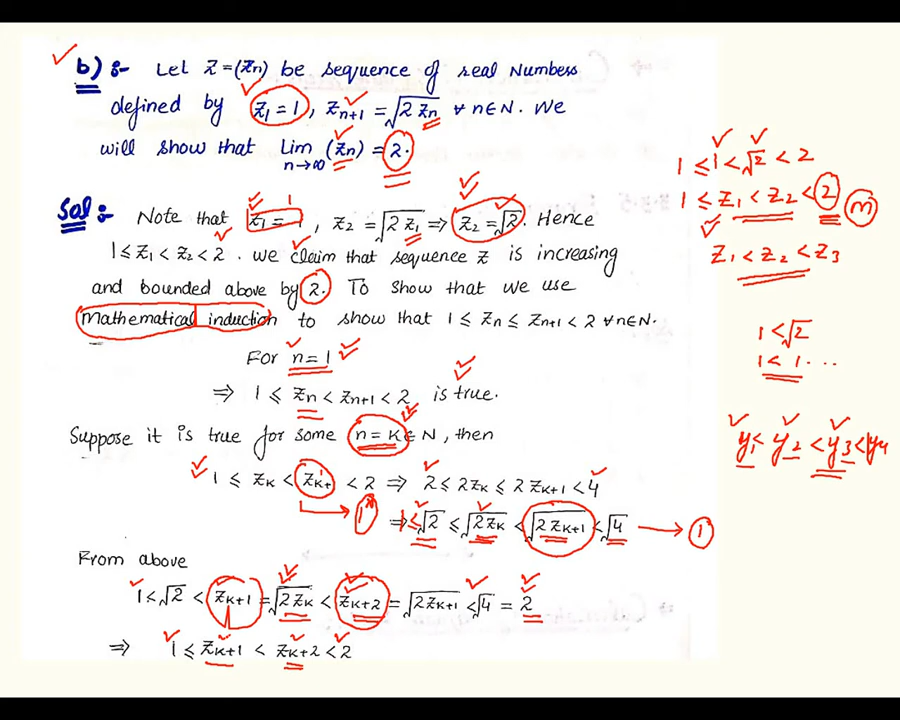 b) :- Let Z = (Zn) be sequence of real Numbers
defined by Z₁ = 1, Zn+1 = √2 Zn ∀ n∈N. We
will show that Lim n→∞ (Zn) = 2.
Sol :- Note that Z₁ = 1, Z₂ = √2 Z₁ ⇒ Z₂ = √2. Hence
1 ≤ Z₁ < Z₂ < 2. We claim that sequence Z is increasing
and bounded above by 2. To show that we use
Mathematical induction to show that 1 ≤ Zn ≤ Zn+1 < 2 ∀ n∈N.
For n = 1
⇒ 1 ≤ Zn < Zn+1 < 2 is true.
Suppose it is true for some n = K ∈ N, then
1 ≤ ZK < ZK+1 < 2 ⇒ 2 ≤ 2ZK ≤ 2ZK+1 < 4
1* ⇒ 1 ≤ √2 ≤ √2ZK < √2ZK+1 < √4 → 1
From above
1 < √2 < ZK+1 = √2ZK < ZK+2 = √2ZK+1 < √4 = 2
⇒ 1 ≤ ZK+1 < ZK+2 < 2
1 ≤ 1 < √2 < 2
1 ≤ Z₁ < Z₂ < 2 m
Z₁ < Z₂ < Z₃
1 < √2
1 < 1. ...
y₁ < y₂ < y₃ < y₄